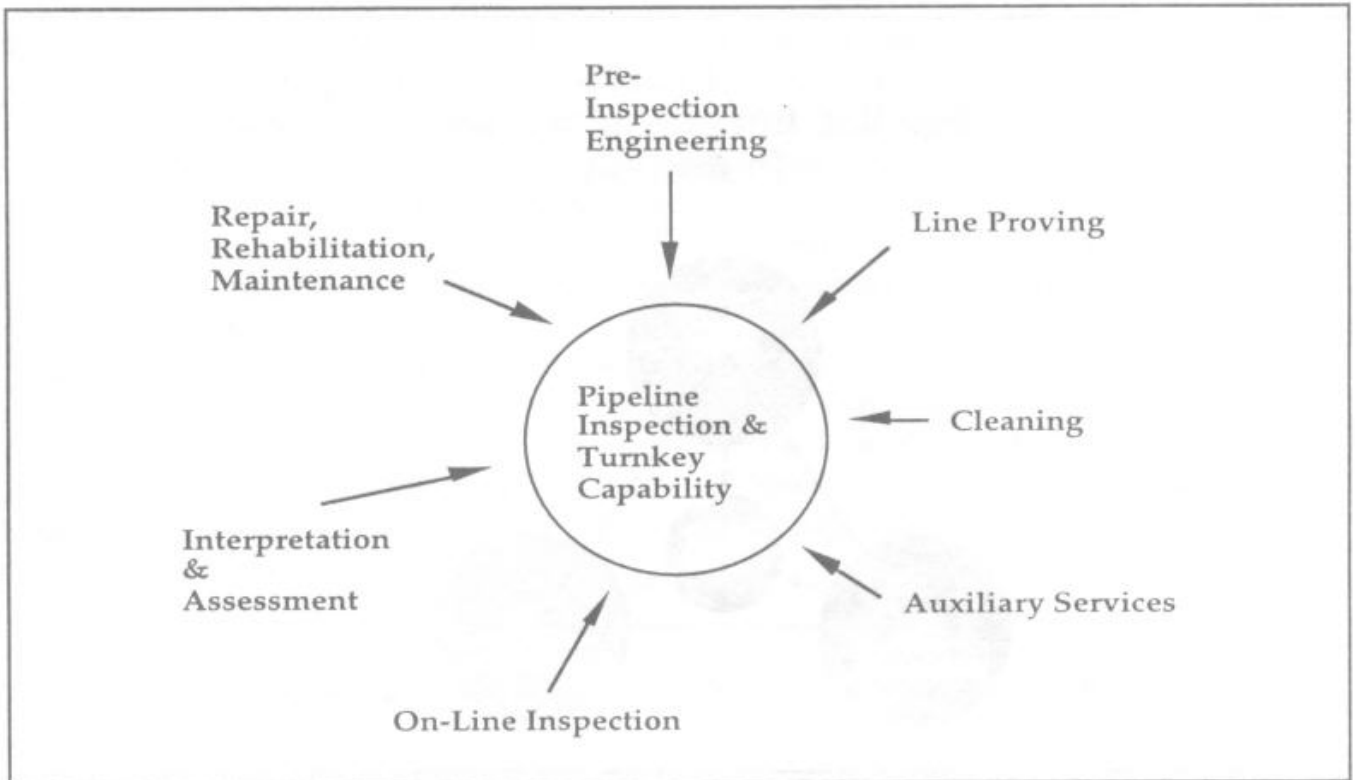 Pre-
Inspection
Engineering
Line Proving
Cleaning
Auxiliary Services
On-Line Inspection
Interpretation
&
Assessment
Repair,
Rehabilitation,
Maintenance
Pipeline
Inspection &
Turnkey
Capability